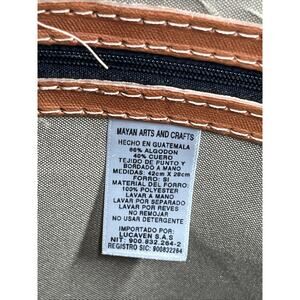 MAYAN ARTS AND CRAFTS
HECHO EN GUATEMALA
60% ALGODON
40% CUERO
TEJIDO DE PUNTO Y
BORDADO A MANO
MEDIDAS: 42cm X 26cm
FORRO: SI
MATERIAL DEL FORRO:
100% POLYESTER
LAVAR A MANO
LAVAR POR SEPARADO
LAVAR POR REVES
NO REMOJAR
NO USAR DETERGENTE
IMPORTADO POR:
LUCAVEN S.A.S
NIT: 900.832.264-2
REGISTRO SIC: 900832264